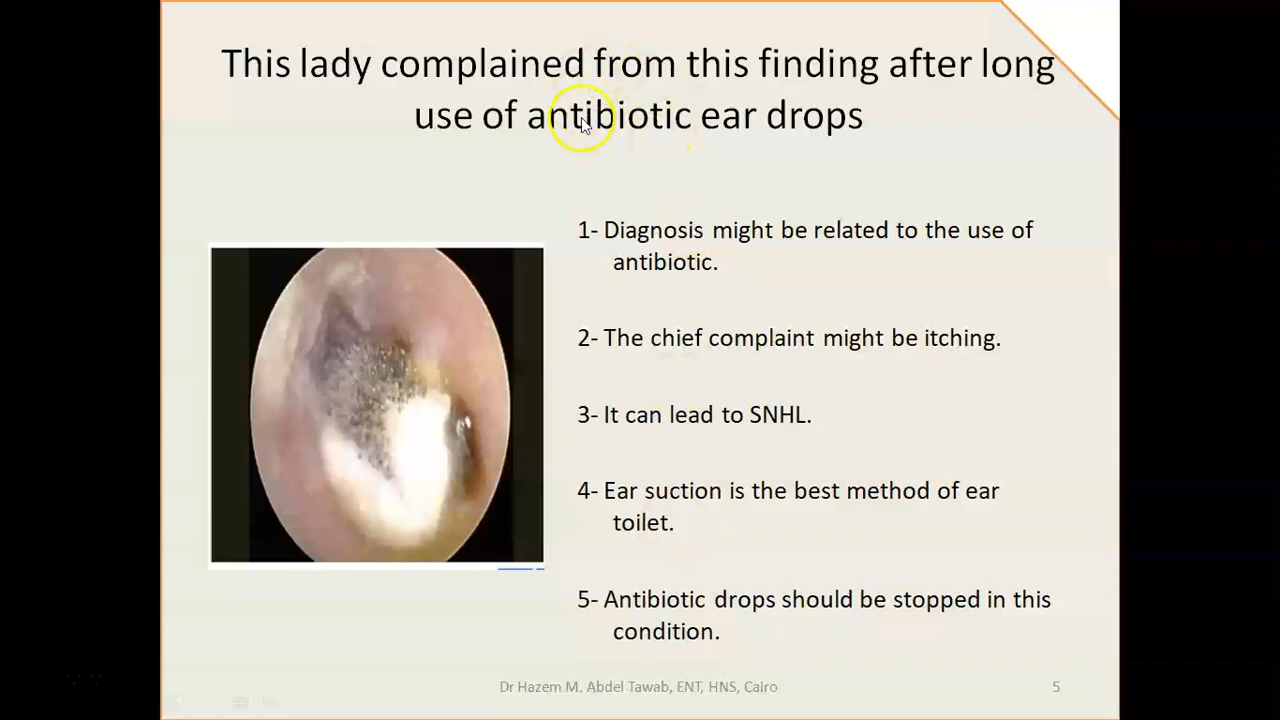 This lady complained from this finding after long
use of antibiotic ear drops
1- Diagnosis might be related to the use of
antibiotic.
2- The chief complaint might be itching.
3- It can lead to SNHL.
4- Ear suction is the best method of ear
toilet.
5- Antibiotic drops should be stopped in this
condition.
Dr Hazem M. Abdel Tawab, ENT, HNS, Cairo
5